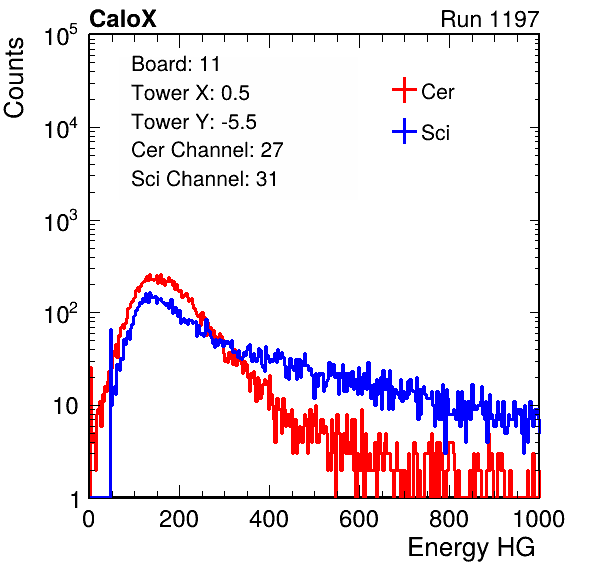 CaloX Run 1197
Counts
Board: 11
Tower X: 0.5
Tower Y: -5.5
Cer Channel: 27
Sci Channel: 31
Cer
Sci
10^5
10^4
10^3
10^2
10
1
0 200 400 600 800 1000
Energy HG